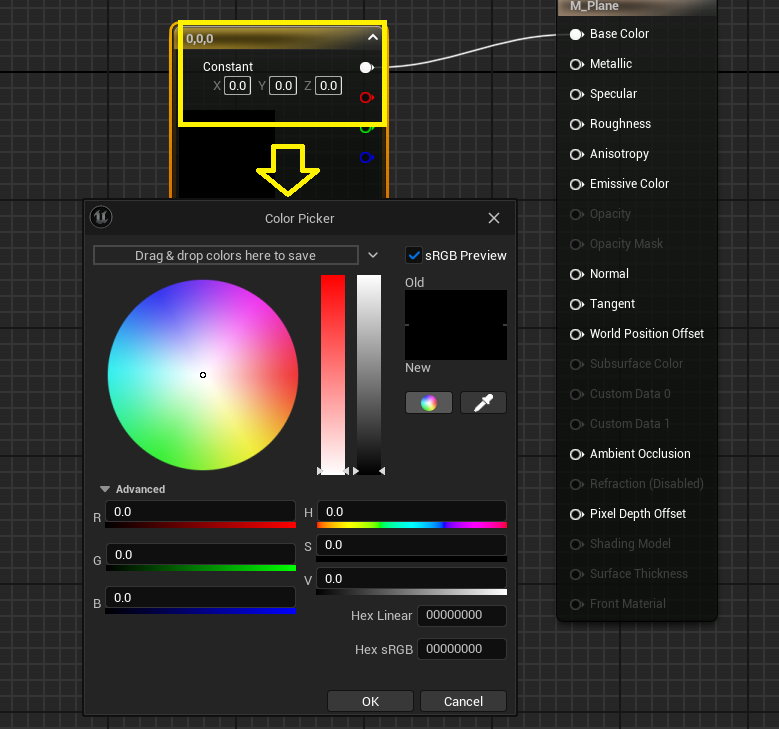 M_Plane
0,0,0
Constant
X 0.0 Y 0.0 Z 0.0
Base Color
Metallic
Specular
Roughness
Anisotropy
Emissive Color
Opacity
Opacity Mask
Normal
Tangent
World Position Offset
Subsurface Color
Custom Data 0
Custom Data 1
Ambient Occlusion
Refraction (Disabled)
Pixel Depth Offset
Shading Model
Surface Thickness
Front Material
Color Picker
Drag & drop colors here to save
sRGB Preview
Old
New
Advanced
R 0.0
G 0.0
B 0.0
H 0.0
S 0.0
V 0.0
Hex Linear 00000000
Hex sRGB 00000000
OK
Cancel